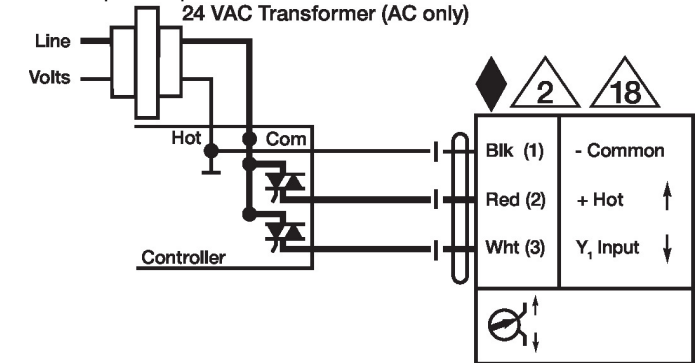 24 VAC Transformer (AC only)
Line
Volts
2
18
Hot
Com
Blk (1)
- Common
Red (2)
+ Hot ↑
Wht (3)
Y₁ Input ↓
Controller